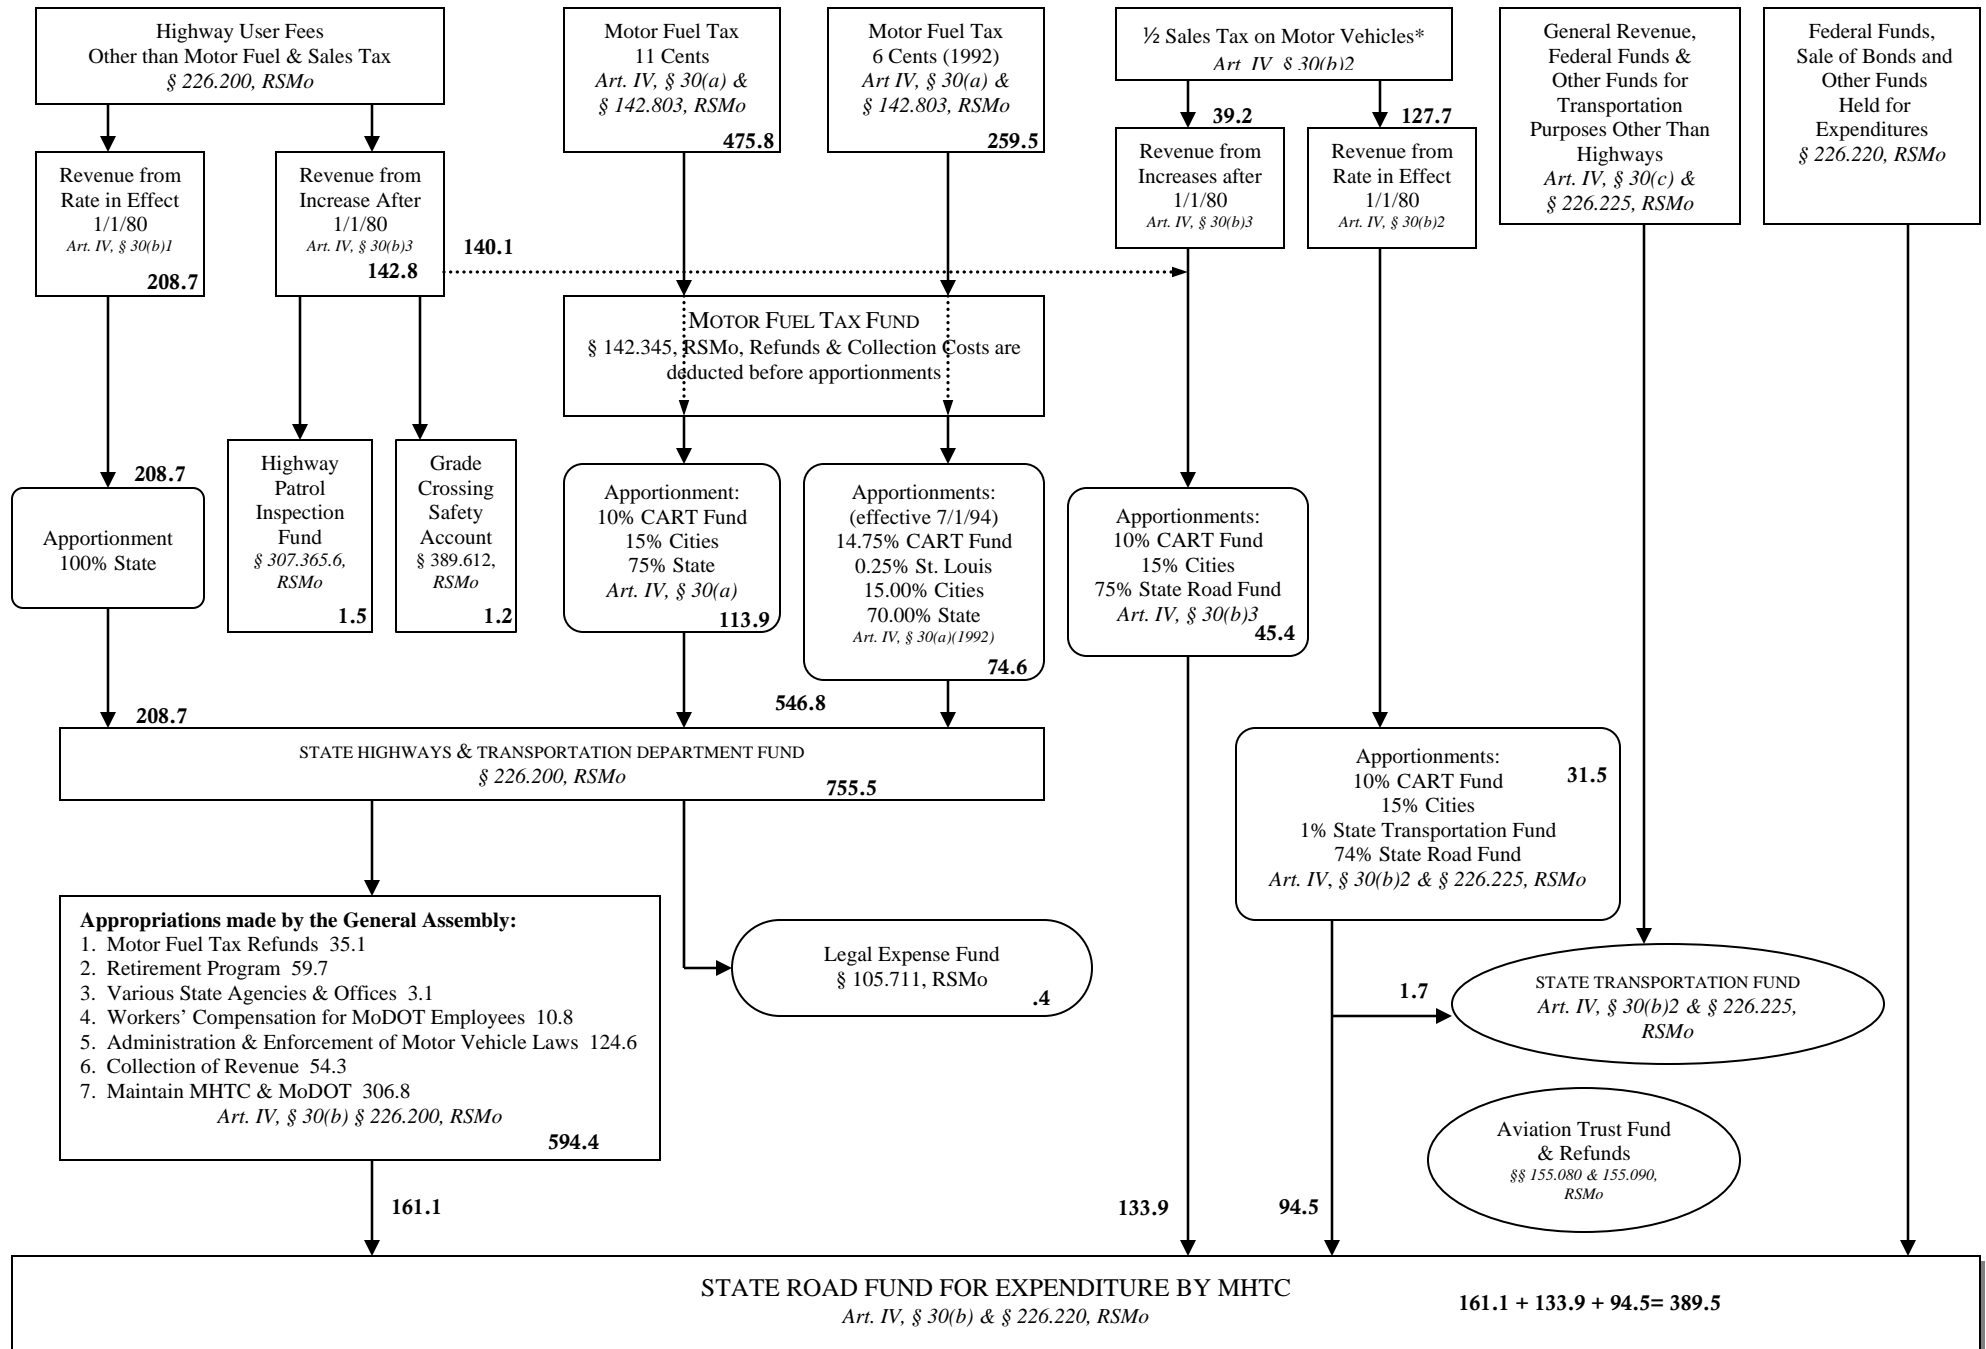 Highway User Fees
Other than Motor Fuel & Sales Tax
§ 226.200, RSMo
Motor Fuel Tax
11 Cents
Art. IV, § 30(a) &
§ 142.803, RSMo
475.8
Motor Fuel Tax
6 Cents (1992)
Art IV, § 30(a) &
§ 142.803, RSMo
259.5
½ Sales Tax on Motor Vehicles*
Art. IV § 30(b)2
General Revenue,
Federal Funds &
Other Funds for
Transportation
Purposes Other Than
Highways
Art. IV, § 30(c) &
§ 226.225, RSMo
Federal Funds,
Sale of Bonds and
Other Funds
Held for
Expenditures
§ 226.220, RSMo
39.2
127.7
Revenue from
Rate in Effect
1/1/80
Art. IV, § 30(b)1
208.7
Revenue from
Increase After
1/1/80
Art. IV, § 30(b)3
142.8
140.1
Revenue from
Increases after
1/1/80
Art. IV, § 30(b)3
Revenue from
Rate in Effect
1/1/80
Art. IV, § 30(b)2
MOTOR FUEL TAX FUND
§ 142.345, RSMo, Refunds & Collection Costs are
deducted before apportionments
208.7
Apportionment
100% State
Highway
Patrol
Inspection
Fund
§ 307.365.6,
RSMo
1.5
Grade
Crossing
Safety
Account
§ 389.612,
RSMo
1.2
Apportionment:
10% CART Fund
15% Cities
75% State
Art. IV, § 30(a)
113.9
Apportionments:
(effective 7/1/94)
14.75% CART Fund
0.25% St. Louis
15.00% Cities
70.00% State
Art. IV, § 30(a)(1992)
74.6
Apportionments:
10% CART Fund
15% Cities
75% State Road Fund
Art. IV, § 30(b)3
45.4
208.7
546.8
STATE HIGHWAYS & TRANSPORTATION DEPARTMENT FUND
§ 226.200, RSMo
755.5
Apportionments:
10% CART Fund
31.5
15% Cities
1% State Transportation Fund
74% State Road Fund
Art. IV, § 30(b)2 & § 226.225, RSMo
Appropriations made by the General Assembly:
1. Motor Fuel Tax Refunds 35.1
2. Retirement Program 59.7
3. Various State Agencies & Offices 3.1
4. Workers' Compensation for MoDOT Employees 10.8
5. Administration & Enforcement of Motor Vehicle Laws 124.6
6. Collection of Revenue 54.3
7. Maintain MHTC & MoDOT 306.8
Art. IV, § 30(b) § 226.200, RSMo
594.4
Legal Expense Fund
§ 105.711, RSMo
.4
1.7
STATE TRANSPORTATION FUND
Art. IV, § 30(b)2 & § 226.225,
RSMo
Aviation Trust Fund
& Refunds
§§ 155.080 & 155.090,
RSMo
161.1
133.9
94.5
STATE ROAD FUND FOR EXPENDITURE BY MHTC
Art. IV, § 30(b) & § 226.220, RSMo
161.1 + 133.9 + 94.5= 389.5